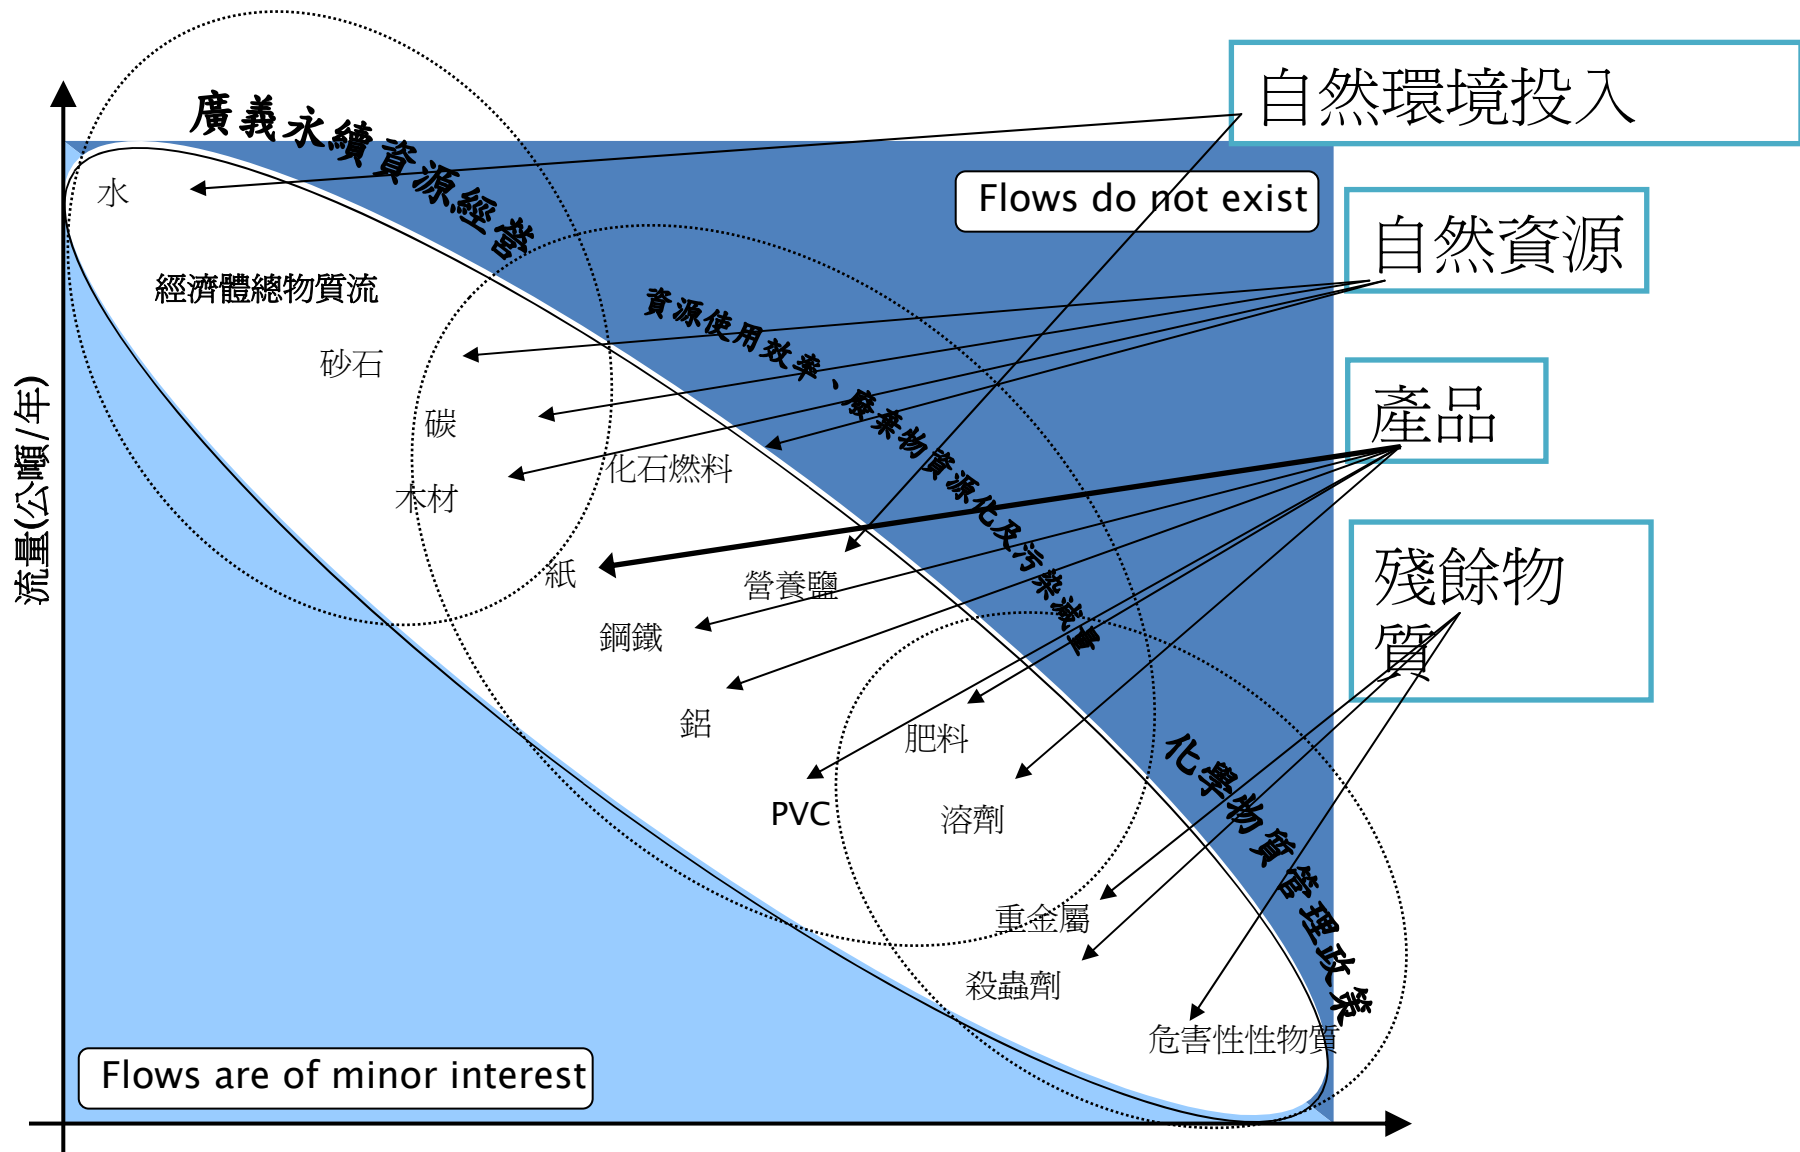 自然環境投入
廣義永續資源經營
水
Flows do not exist
自然資源
經濟體總物質流
資源使用效率、廢棄物資源化及污染減量
砂石
產品
碳
化石燃料
木材
流量(公噸/年)
紙
營養鹽
殘餘物
質
鋼鐵
鋁
肥料
PVC
溶劑
化學物質管理政策
重金屬
殺蟲劑
危害性性物質
Flows are of minor interest